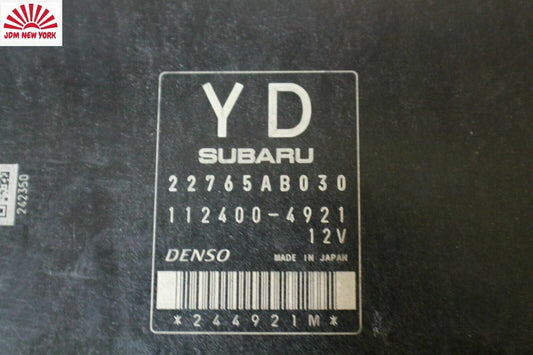 JDM NEW YORK
YD
SUBARU
22765AB030
112400-4921
12V
DENSO MADE IN JAPAN
*244921M*
242350